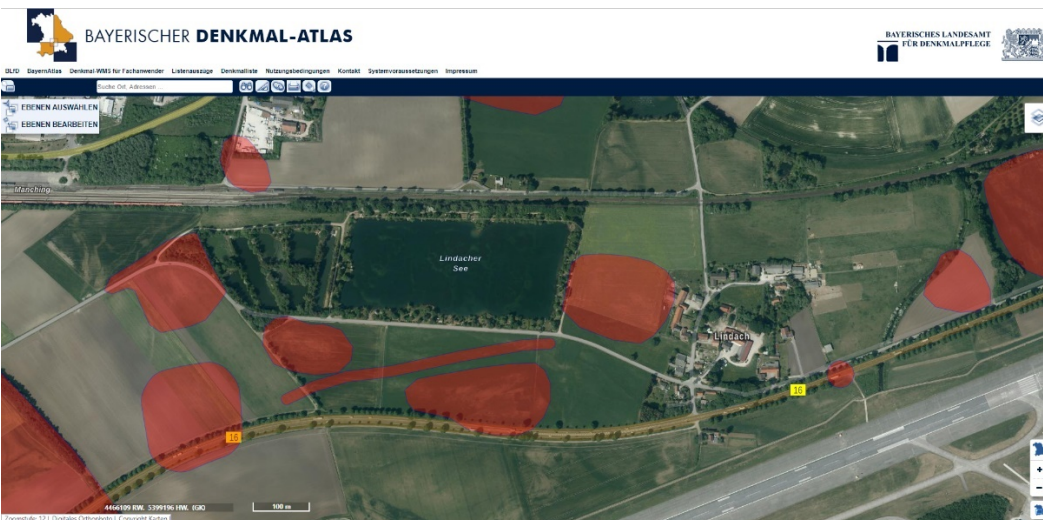 BAYERISCHER DENKMAL-ATLAS
BAYERISCHES LANDESAMT
FÜR DENKMALPFLEGE
BLfD BayernAtlas Denkmal-WMS für Fachanwender Listenauszüge Denkmalliste Nutzungsbedingungen Kontakt Systemvoraussetzungen Impressum
Suche Ort, Adressen ...
EBENEN AUSWÄHLEN
EBENEN BEARBEITEN
Manching
Lindacher
See
Lindach
16
16
4466109 RW, 5399196 HW, (GK)
100 m
Zoomstufe: 12 | Digitales Orthophoto | Copyright Karten